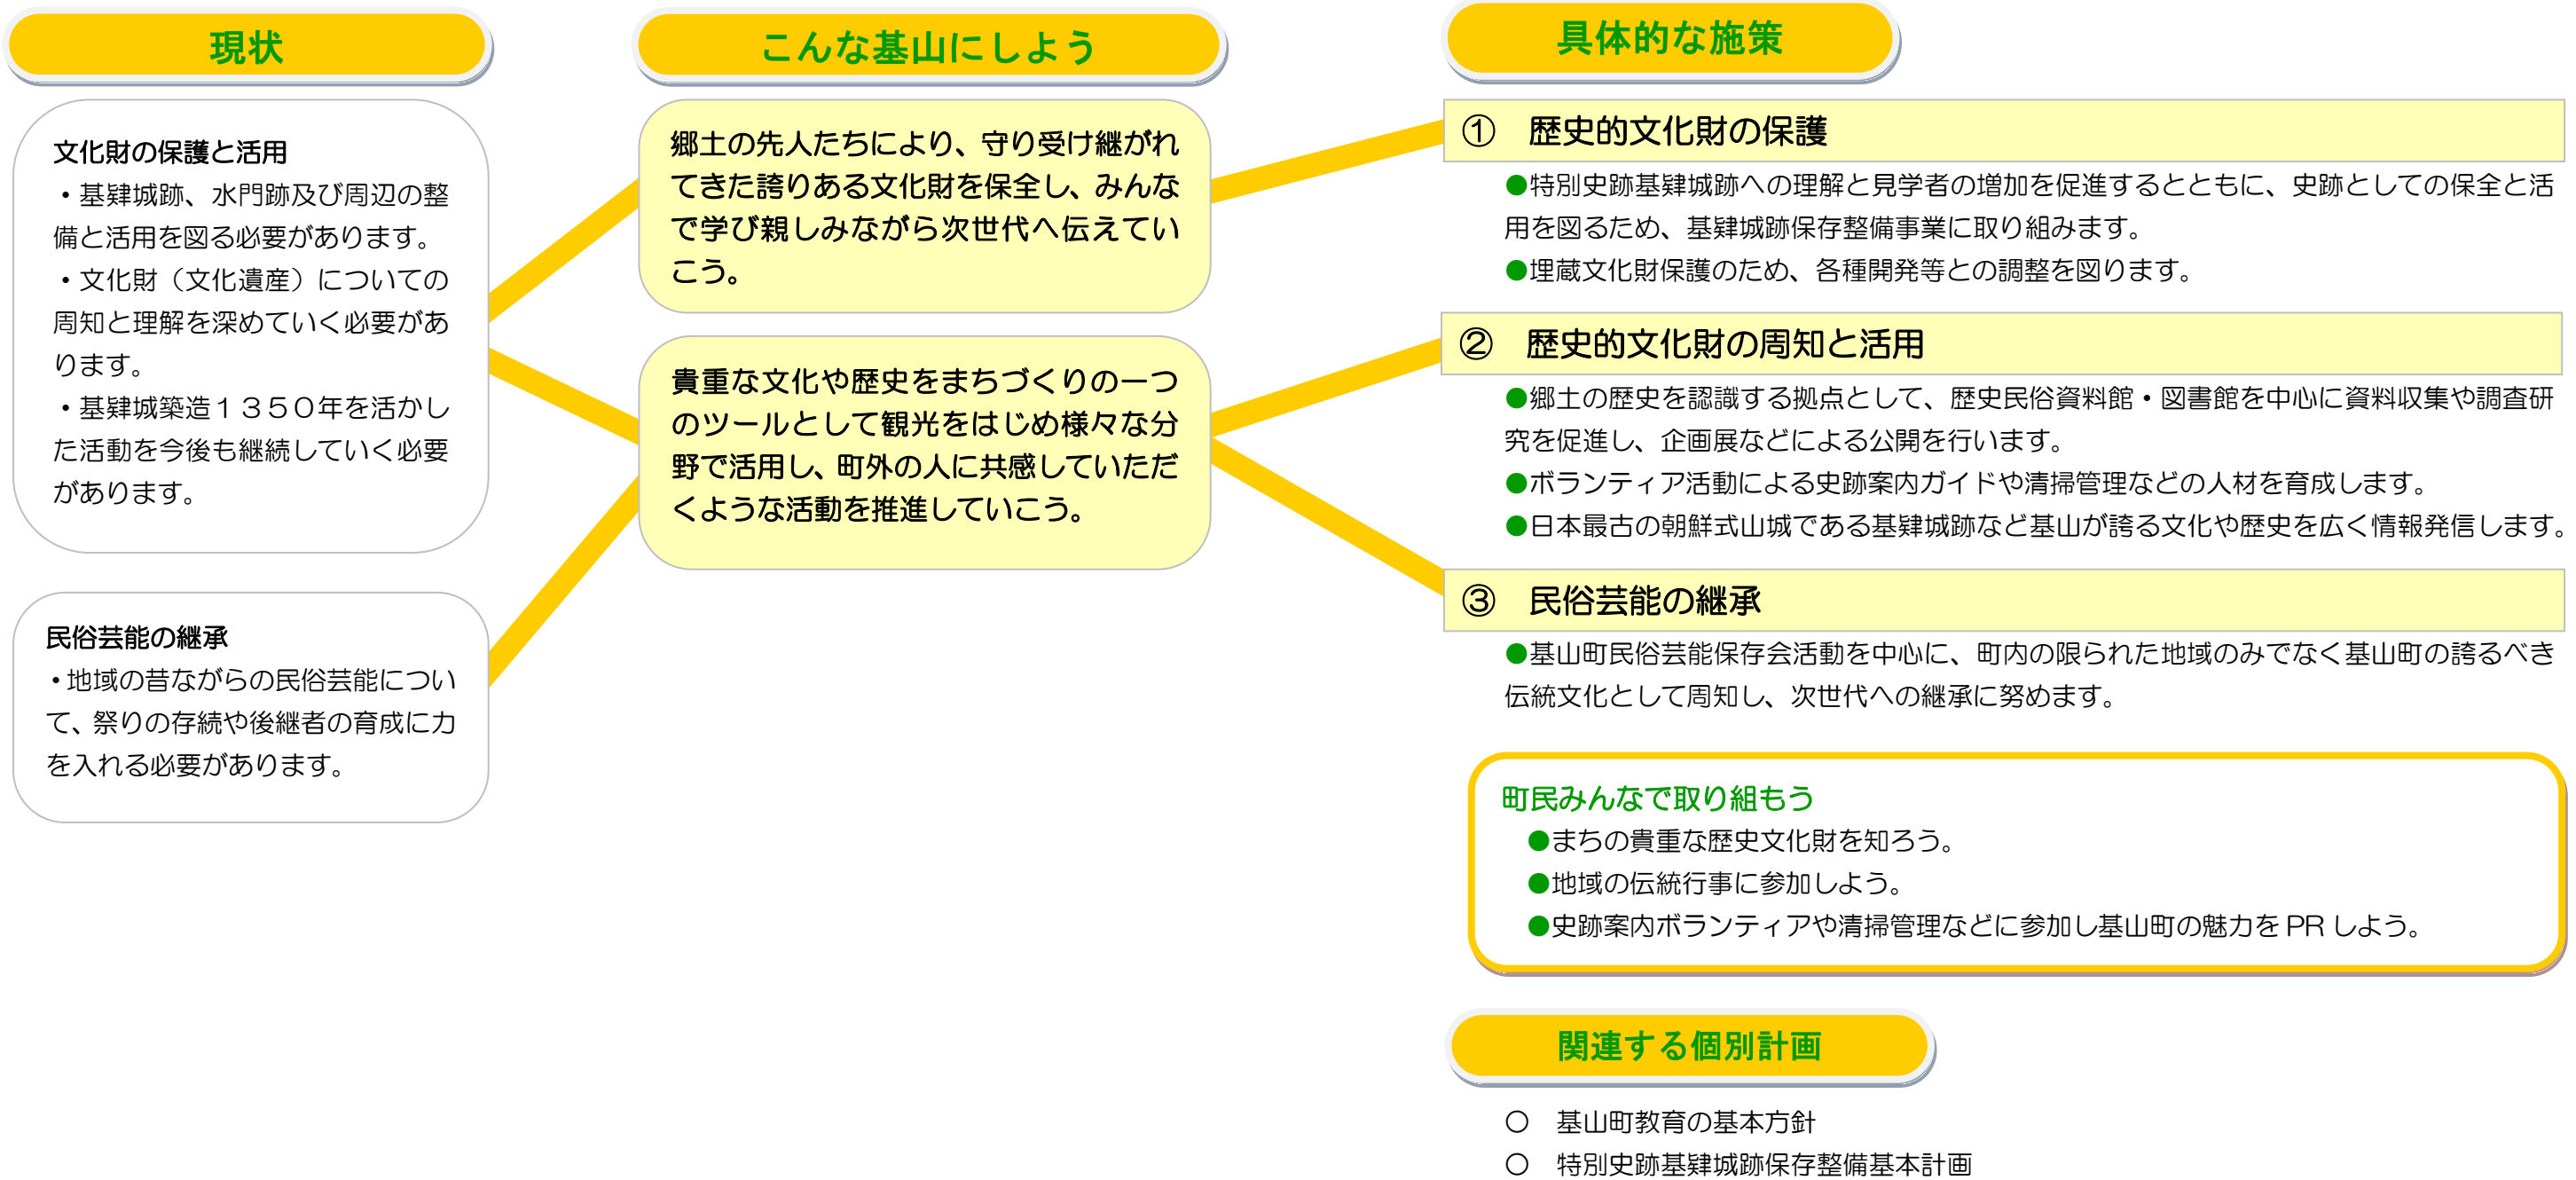 現状
文化財の保護と活用
・基肄城跡、水門跡及び周辺の整
備と活用を図る必要があります。
・文化財（文化遺産）についての
周知と理解を深めていく必要があ
ります。
・基肄城築造１３５０年を活かし
た活動を今後も継続していく必要
があります。
民俗芸能の継承
・地域の昔ながらの民俗芸能につい
て、祭りの存続や後継者の育成に力
を入れる必要があります。
こんな基山にしよう
郷土の先人たちにより、守り受け継がれ
てきた誇りある文化財を保全し、みんな
で学び親しみながら次世代へ伝えてい
こう。
貴重な文化や歴史をまちづくりの一つ
のツールとして観光をはじめ様々な分
野で活用し、町外の人に共感していただ
くような活動を推進していこう。
具体的な施策
①　歴史的文化財の保護
●特別史跡基肄城跡への理解と見学者の増加を促進するとともに、史跡としての保全と活
用を図るため、基肄城跡保存整備事業に取り組みます。
●埋蔵文化財保護のため、各種開発等との調整を図ります。
②　歴史的文化財の周知と活用
●郷土の歴史を認識する拠点として、歴史民俗資料館・図書館を中心に資料収集や調査研
究を促進し、企画展などによる公開を行います。
●ボランティア活動による史跡案内ガイドや清掃管理などの人材を育成します。
●日本最古の朝鮮式山城である基肄城跡など基山が誇る文化や歴史を広く情報発信します。
③　民俗芸能の継承
●基山町民俗芸能保存会活動を中心に、町内の限られた地域のみでなく基山町の誇るべき
伝統文化として周知し、次世代への継承に努めます。
町民みんなで取り組もう
●まちの貴重な歴史文化財を知ろう。
●地域の伝統行事に参加しよう。
●史跡案内ボランティアや清掃管理などに参加し基山町の魅力を PR しよう。
関連する個別計画
○　基山町教育の基本方針
○　特別史跡基肄城跡保存整備基本計画